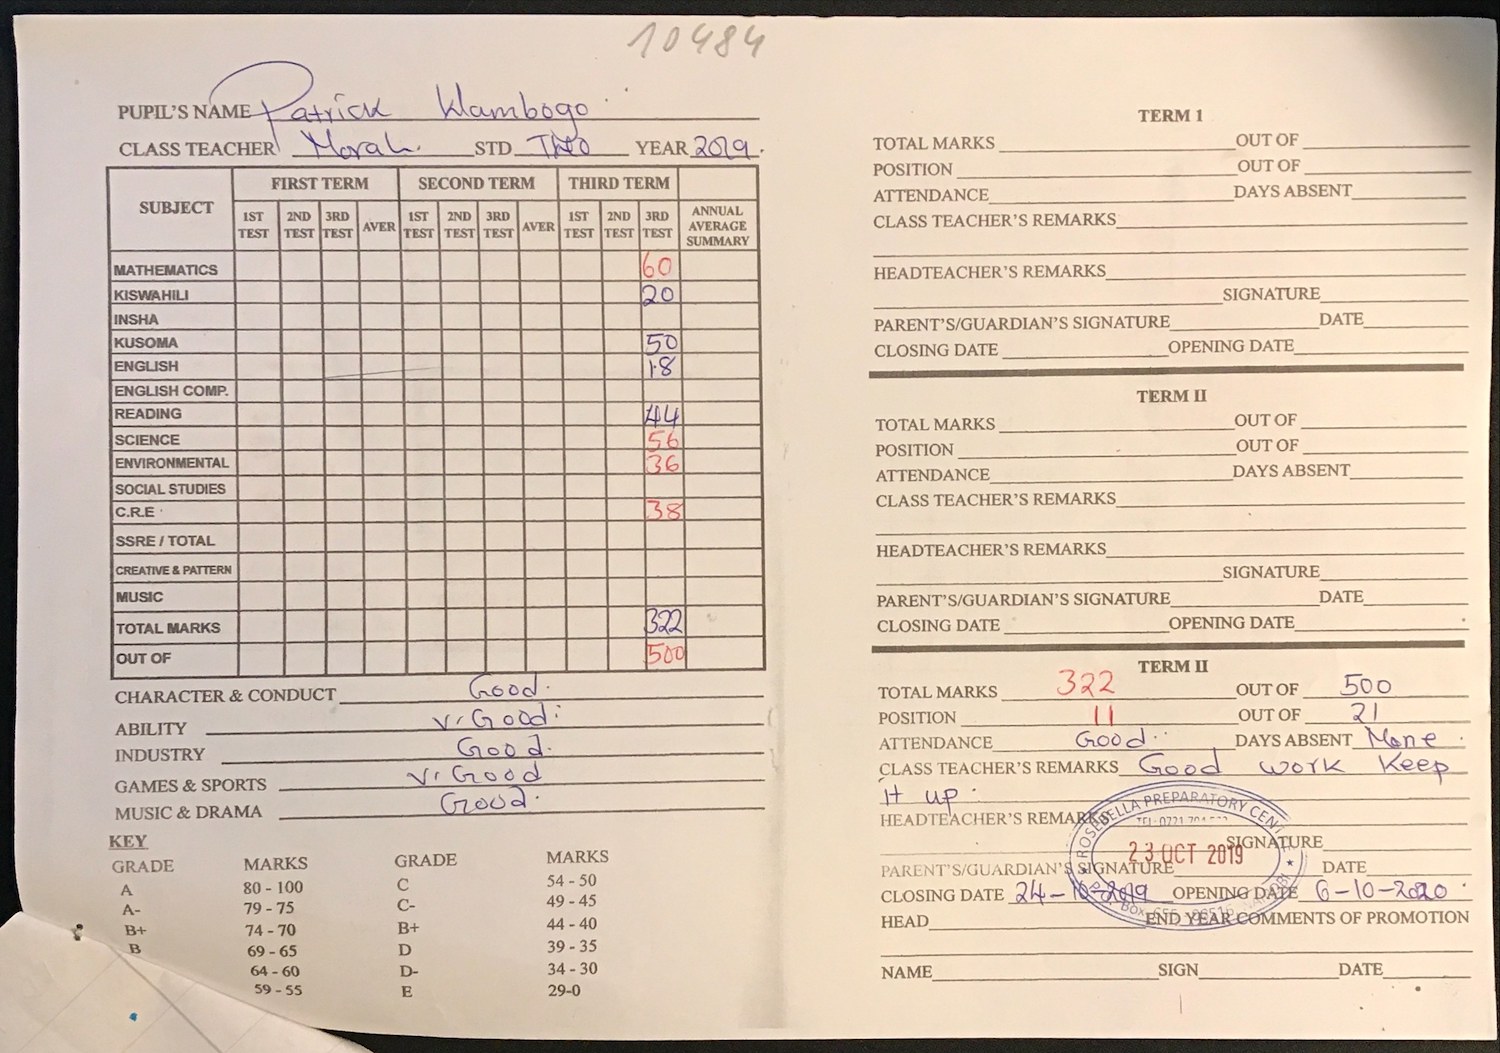 10484
PUPIL'S NAME Patrick Wambogo
CLASS TEACHER Morah. STD Two YEAR 2019.
SUBJECT FIRST TERM SECOND TERM THIRD TERM
1ST TEST 2ND TEST 3RD TEST AVER 1ST TEST 2ND TEST 3RD TEST AVER 1ST TEST 2ND TEST 3RD TEST ANNUAL AVERAGE SUMMARY
MATHEMATICS 60
KISWAHILI 20
INSHA
KUSOMA 50
ENGLISH 18
ENGLISH COMP.
READING 44
SCIENCE 56
ENVIRONMENTAL 36
SOCIAL STUDIES
C.R.E 38
SSRE / TOTAL
CREATIVE & PATTERN
MUSIC
TOTAL MARKS 322
OUT OF 500
CHARACTER & CONDUCT Good.
ABILITY V. Good.
INDUSTRY Good.
GAMES & SPORTS V. Good
MUSIC & DRAMA Good.
KEY
GRADE MARKS GRADE MARKS
A 80 - 100 C 54 - 50
A- 79 - 75 C- 49 - 45
B+ 74 - 70 B+ 44 - 40
B 69 - 65 D 39 - 35
64 - 60 D- 34 - 30
59 - 55 E 29-0
TERM 1
TOTAL MARKS OUT OF
POSITION OUT OF
ATTENDANCE DAYS ABSENT
CLASS TEACHER'S REMARKS
HEADTEACHER'S REMARKS
SIGNATURE
PARENT'S/GUARDIAN'S SIGNATURE DATE
CLOSING DATE OPENING DATE
TERM II
TOTAL MARKS OUT OF
POSITION OUT OF
ATTENDANCE DAYS ABSENT
CLASS TEACHER'S REMARKS
HEADTEACHER'S REMARKS
SIGNATURE
PARENT'S/GUARDIAN'S SIGNATURE DATE
CLOSING DATE OPENING DATE
TERM II
TOTAL MARKS 322 OUT OF 500
POSITION 11 OUT OF 21
ATTENDANCE Good.. DAYS ABSENT None.
CLASS TEACHER'S REMARKS Good work Keep
It up.
HEADTEACHER'S REMARKS
ROSEBELLA PREPARATORY
SIGNATURE
23 OCT 2019
PARENT'S/GUARDIAN'S SIGNATURE DATE
CLOSING DATE 24-10-2019 OPENING DATE 6-10-2020.
HEAD END YEAR COMMENTS OF PROMOTION
NAME SIGN DATE